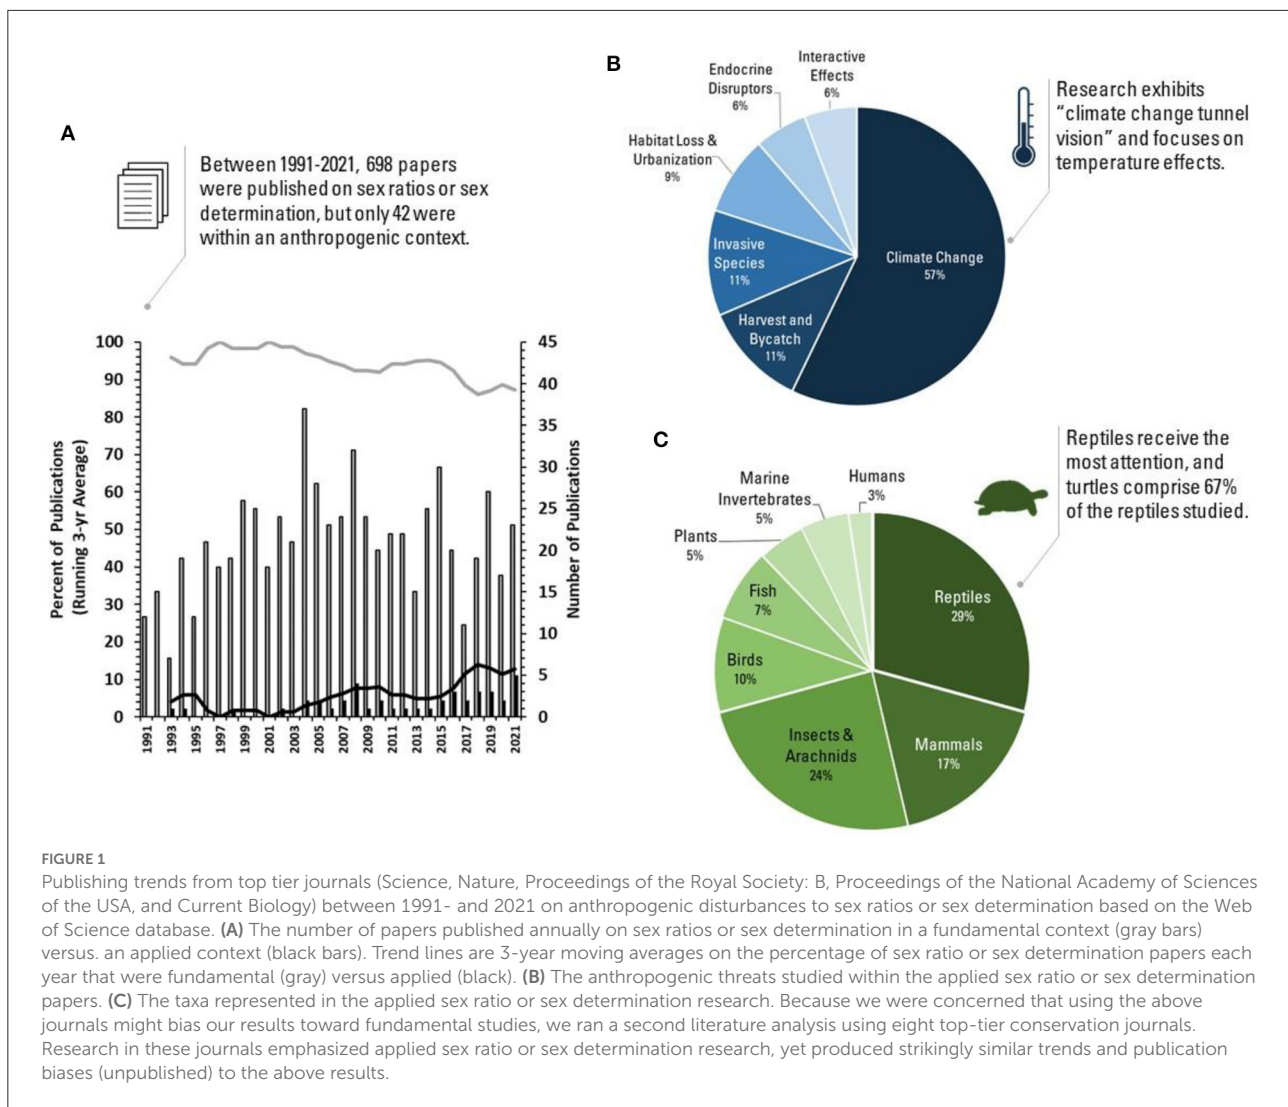 A
Between 1991-2021, 698 papers
were published on sex ratios or sex
determination, but only 42 were
within an anthropogenic context.
Percent of Publications
(Running 3-yr Average)
100
90
80
70
60
50
40
30
20
10
0
45
40
35
30
25
20
15
10
5
0
Number of Publications
1991
1993
1995
1997
1999
2001
2003
2005
2007
2009
2011
2013
2015
2017
2019
2021
B
Interactive
Effects
6%
Endocrine
Disruptors
6%
Habitat Loss &
Urbanization
9%
Invasive
Species
11%
Harvest and
Bycatch
11%
Climate Change
57%
Research exhibits
“climate change tunnel
vision” and focuses on
temperature effects.
C
Humans
3%
Marine
Invertebrates
5%
Plants
5%
Fish
7%
Birds
10%
Insects &
Arachnids
24%
Mammals
17%
Reptiles
29%
Reptiles receive the
most attention, and
turtles comprise 67%
of the reptiles studied.
FIGURE 1
Publishing trends from top tier journals (Science, Nature, Proceedings of the Royal Society: B, Proceedings of the National Academy of Sciences
of the USA, and Current Biology) between 1991- and 2021 on anthropogenic disturbances to sex ratios or sex determination based on the Web
of Science database. (A) The number of papers published annually on sex ratios or sex determination in a fundamental context (gray bars)
versus. an applied context (black bars). Trend lines are 3-year moving averages on the percentage of sex ratio or sex determination papers each
year that were fundamental (gray) versus applied (black). (B) The anthropogenic threats studied within the applied sex ratio or sex determination
papers. (C) The taxa represented in the applied sex ratio or sex determination research. Because we were concerned that using the above
journals might bias our results toward fundamental studies, we ran a second literature analysis using eight top-tier conservation journals.
Research in these journals emphasized applied sex ratio or sex determination research, yet produced strikingly similar trends and publication
biases (unpublished) to the above results.